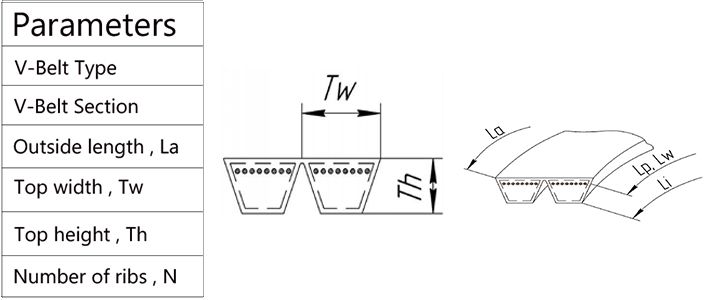 Parameters
V-Belt Type
V-Belt Section
Outside length , La
Top width , Tw
Top height , Th
Number of ribs , N
Tw
Th
La
Lp, Lw
Li